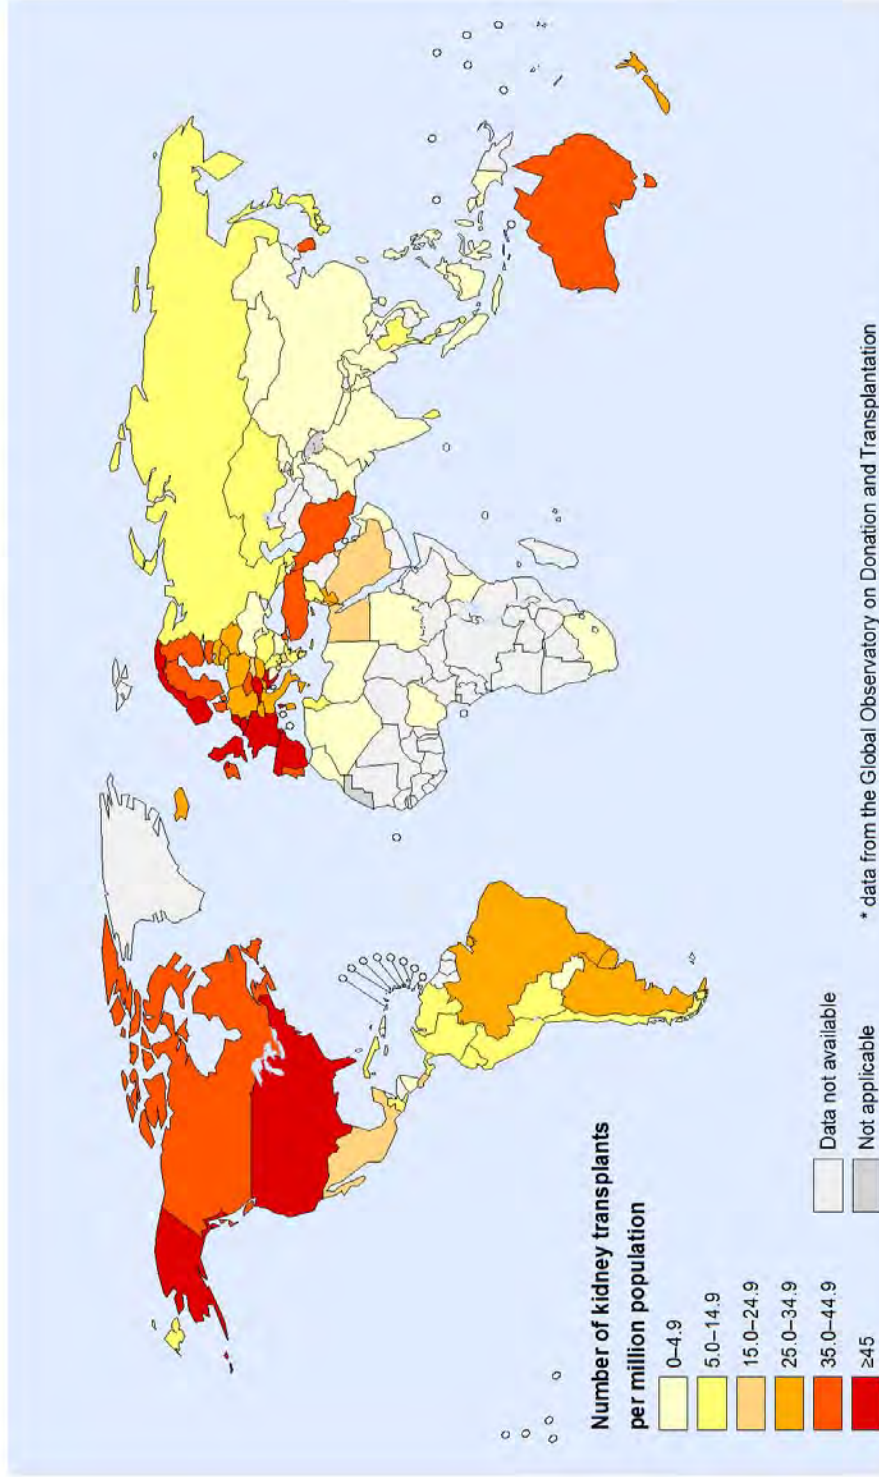 Number of kidney transplants
per million population
0–4.9
5.0–14.9
15.0–24.9
25.0–34.9
35.0–44.9
≥45
Data not available
Not applicable
* data from the Global Observatory on Donation and Transplantation